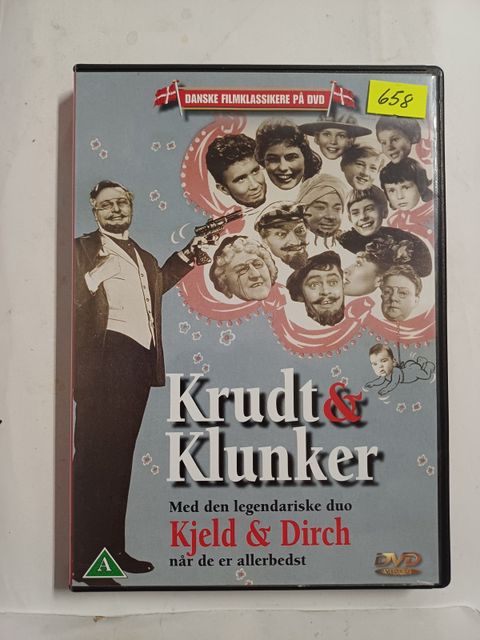 DANSKE FILMKLASSIKERE PÅ DVD
658
Krudt &
Klunker
Med den legendariske duo
Kjeld & Dirch
når de er allerbedst
A
DVD
VIDEO